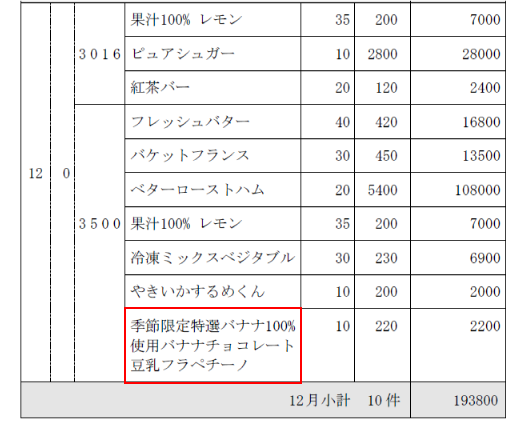 果汁100% レモン 35 200 7000
3016 ピュアシュガー 10 2800 28000
紅茶バー 20 120 2400
フレッシュバター 40 420 16800
バケットフランス 30 450 13500
12 0 ベターローストハム 20 5400 108000
3500 果汁100% レモン 35 200 7000
冷凍ミックスベジタブル 30 230 6900
やきいかするめくん 10 200 2000
季節限定特選バナナ100% 10 220 2200
使用バナナチョコレート
豆乳フラペチーノ
12月小計 10件 193800